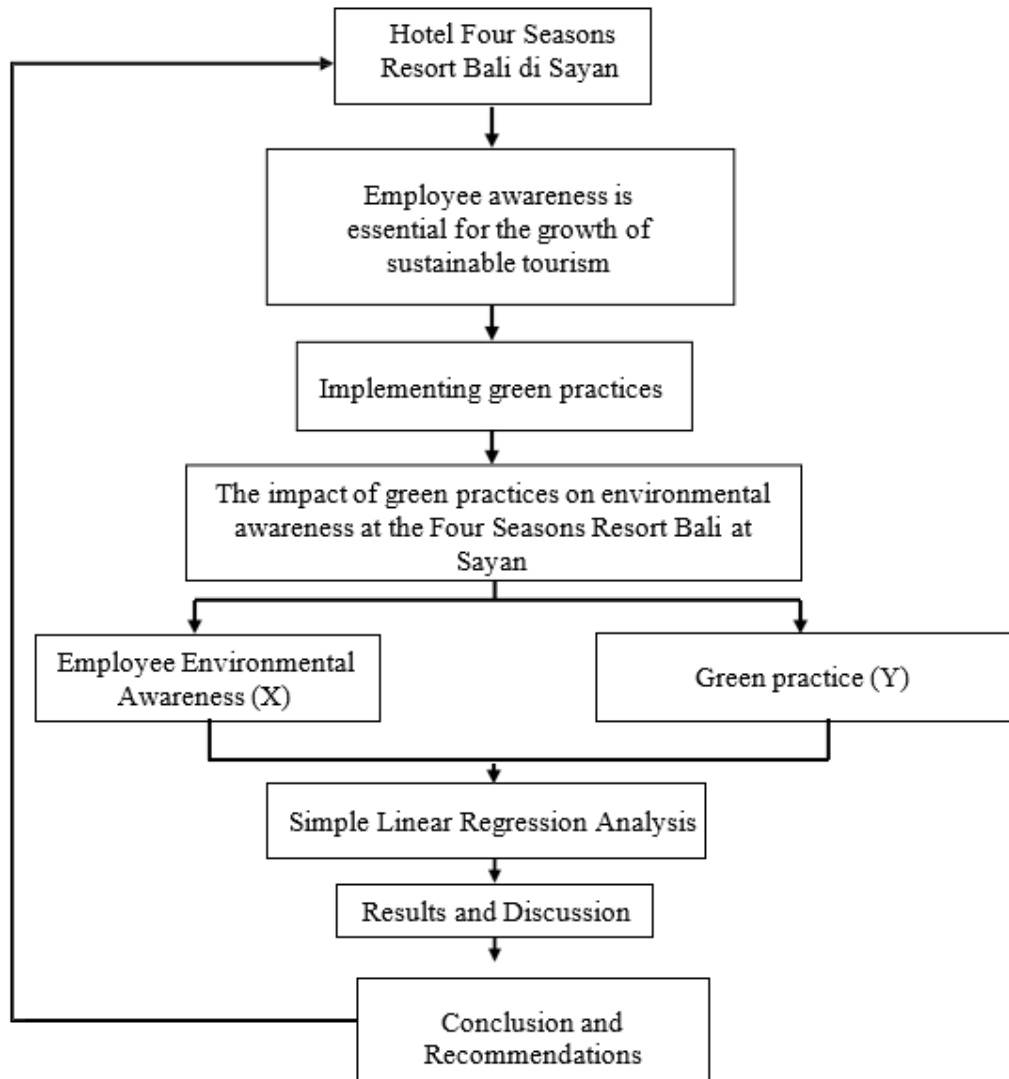 Hotel Four Seasons
Resort Bali di Sayan
Employee awareness is
essential for the growth of
sustainable tourism
Implementing green practices
The impact of green practices on environmental
awareness at the Four Seasons Resort Bali at
Sayan
Employee Environmental
Awareness (X)
Green practice (Y)
Simple Linear Regression Analysis
Results and Discussion
Conclusion and
Recommendations